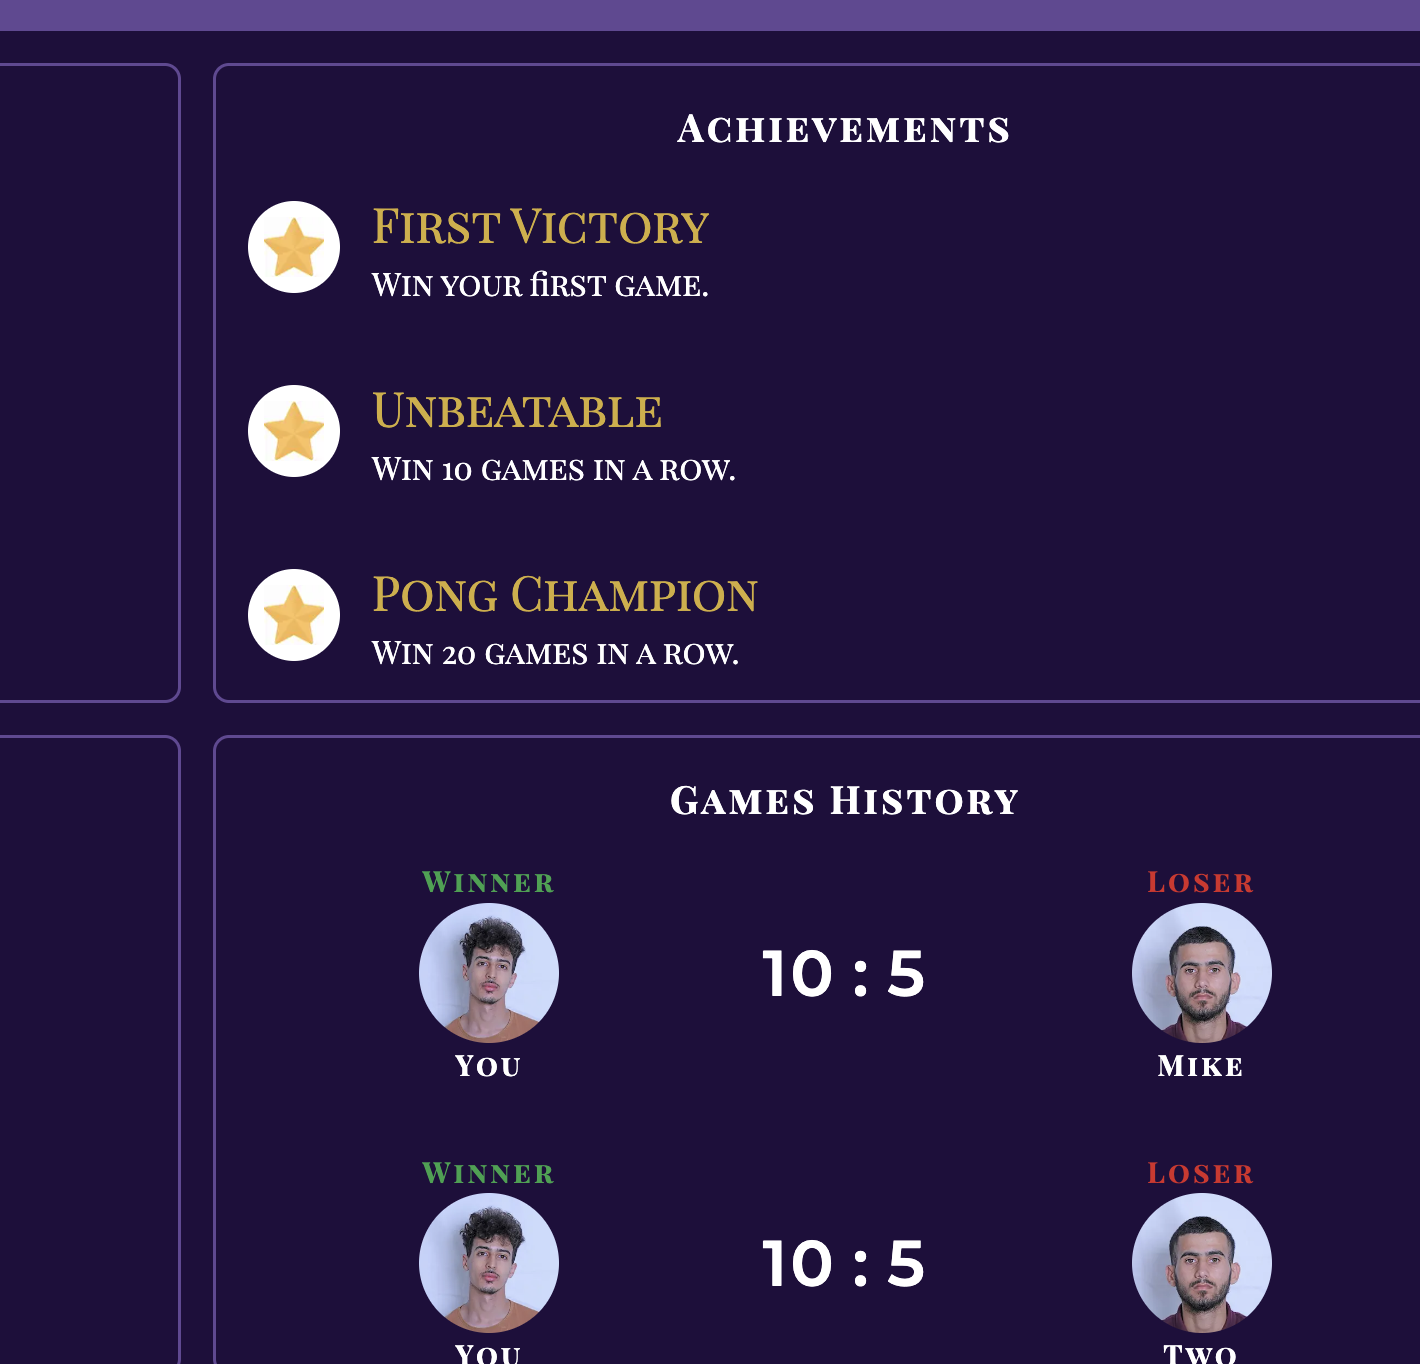 Achievements
First Victory
Win your first game.
Unbeatable
Win 10 games in a row.
Pong Champion
Win 20 games in a row.
Games History
Winner
Loser
10 : 5
You
Mike
Winner
Loser
10 : 5
You
Two